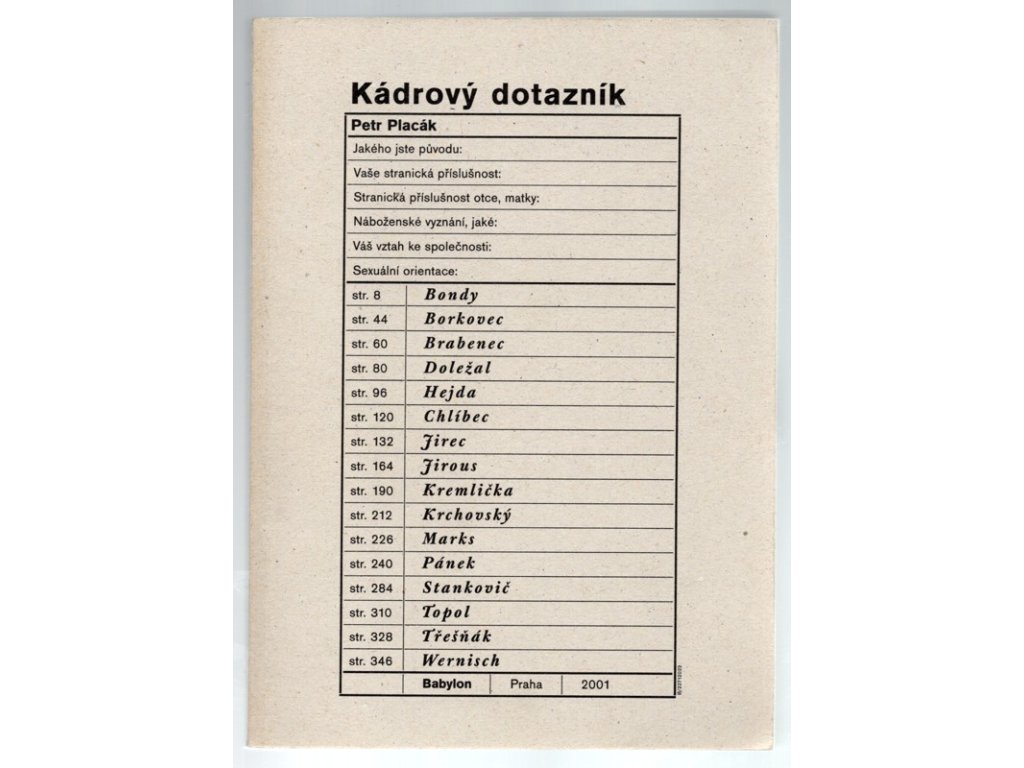 Kádrový dotazník
Petr Placák
Jakého jste původu:
Vaše stranická příslušnost:
Stranická příslušnost otce, matky:
Náboženské vyznání, jaké:
Váš vztah ke společnosti:
Sexuální orientace:
str. 8 Bondy
str. 44 Borkovec
str. 60 Brabenec
str. 80 Doležal
str. 96 Hejda
str. 120 Chlíbec
str. 132 Jirec
str. 164 Jirous
str. 190 Kremlička
str. 212 Krchovský
str. 226 Marks
str. 240 Pánek
str. 284 Stankovič
str. 310 Topol
str. 328 Třešňák
str. 346 Wernisch
Babylon Praha 2001